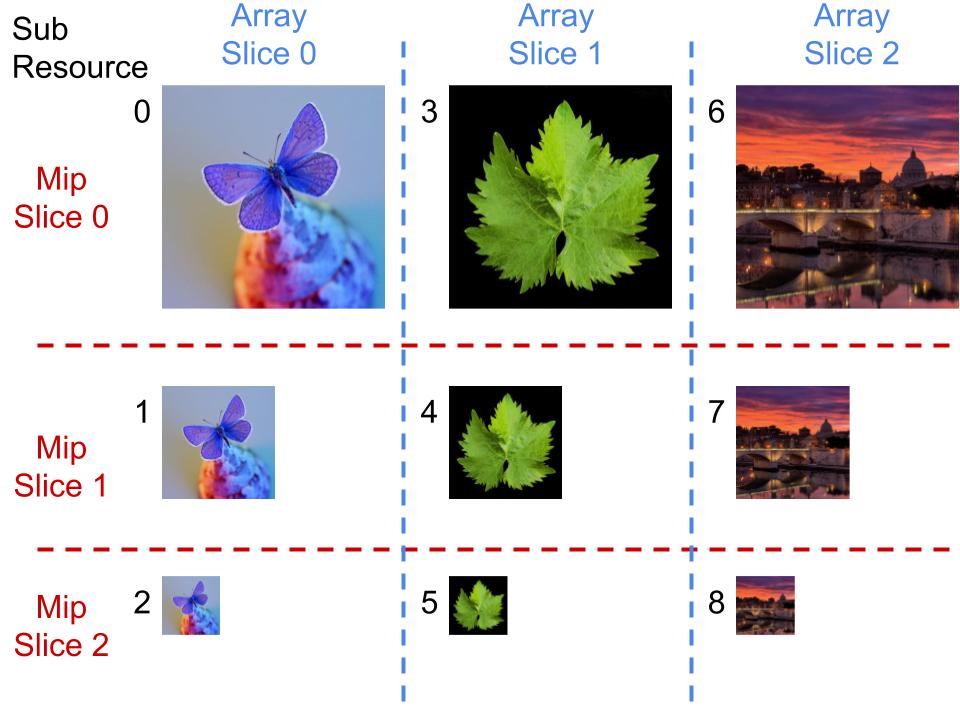 Sub
Resource
Array
Slice 0
Array
Slice 1
Array
Slice 2
Mip
Slice 0
0
3
6
Mip
Slice 1
1
4
7
Mip
Slice 2
2
5
8